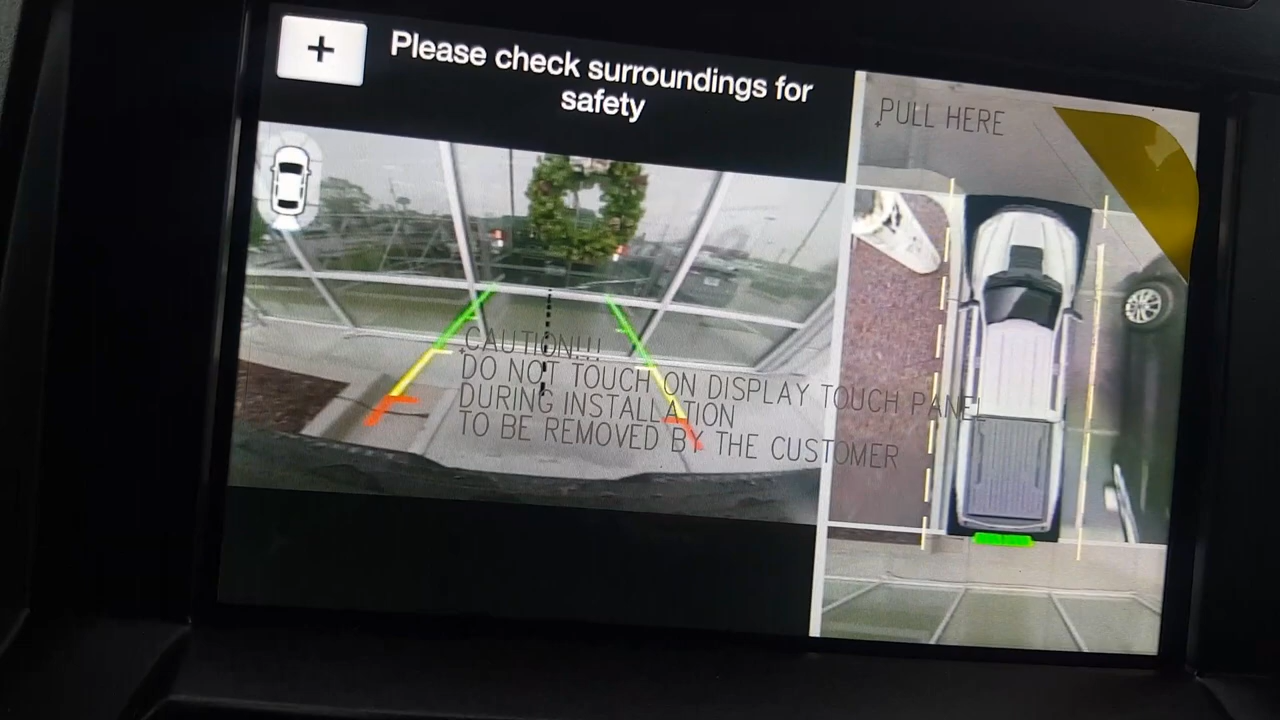 +
Please check surroundings for
safety
PULL HERE
CAUTION!!!
DO NOT TOUCH ON DISPLAY TOUCH PANEL
DURING INSTALLATION
TO BE REMOVED BY THE CUSTOMER